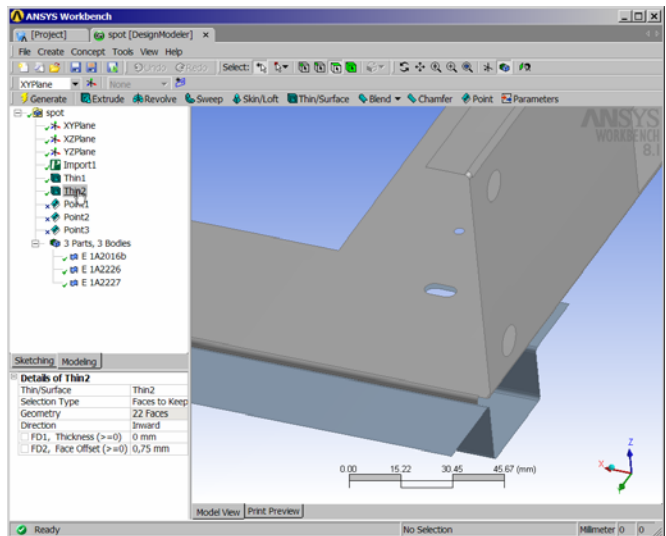 ANSYS Workbench
[Project] spot [DesignModeler] ×
File Create Concept Tools View Help
Undo Redo Select:
XYPlane None
Generate Extrude Revolve Sweep Skin/Loft Thin/Surface Blend Chamfer Point Parameters
spot
XYPlane
XZPlane
YZPlane
Import1
Thin1
Thin2
Point1
Point2
Point3
3 Parts, 3 Bodies
E 1A2016b
E 1A2226
E 1A2227
ANSYS
WORKBENCH
8.1
Sketching Modeling
Details of Thin2
Thin/Surface Thin2
Selection Type Faces to Keep
Geometry 22 Faces
Direction Inward
FD1, Thickness (>=0) 0 mm
FD2, Face Offset (>=0) 0,75 mm
0.00 15.22 30.45 45.67 (mm)
Z
X
Y
Model View Print Preview
Ready No Selection Millimeter 0 0